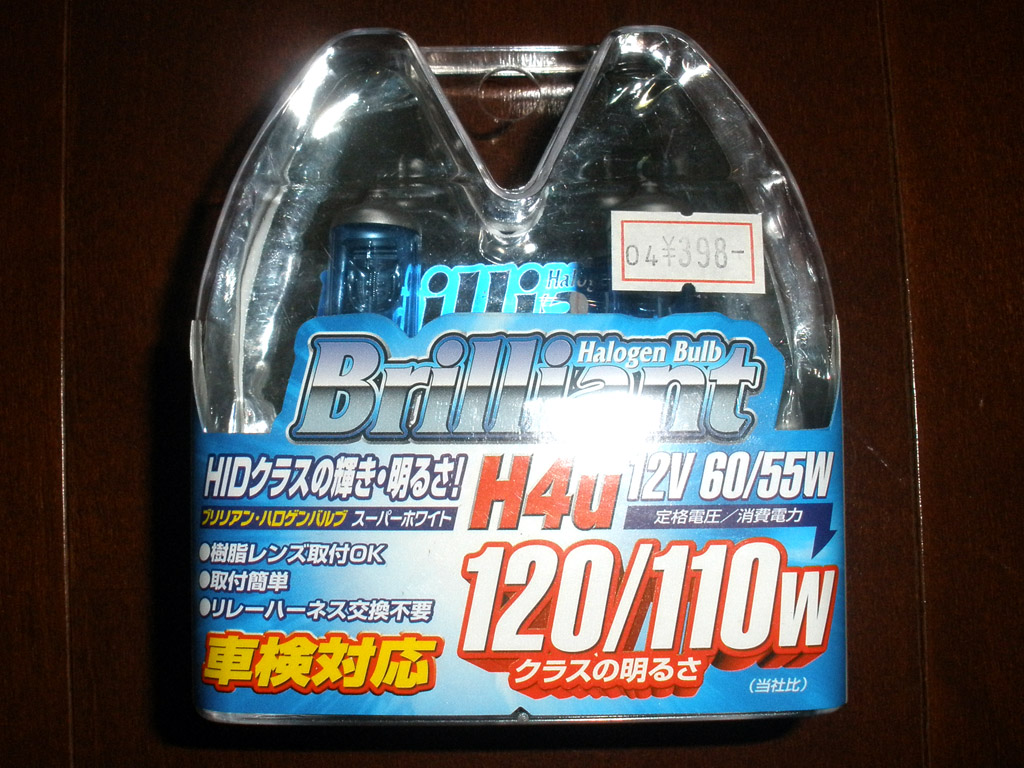 04 ¥398-
Halogen Bulb
Brilliant
HIDクラスの輝き・明るさ!
ブリリアン・ハロゲンバルブ スーパーホワイト
H4U
12V 60/55W
定格電圧/消費電力
●樹脂レンズ取付OK
●取付簡単
●リレーハーネス交換不要
車検対応
120/110W
クラスの明るさ
(当社比)